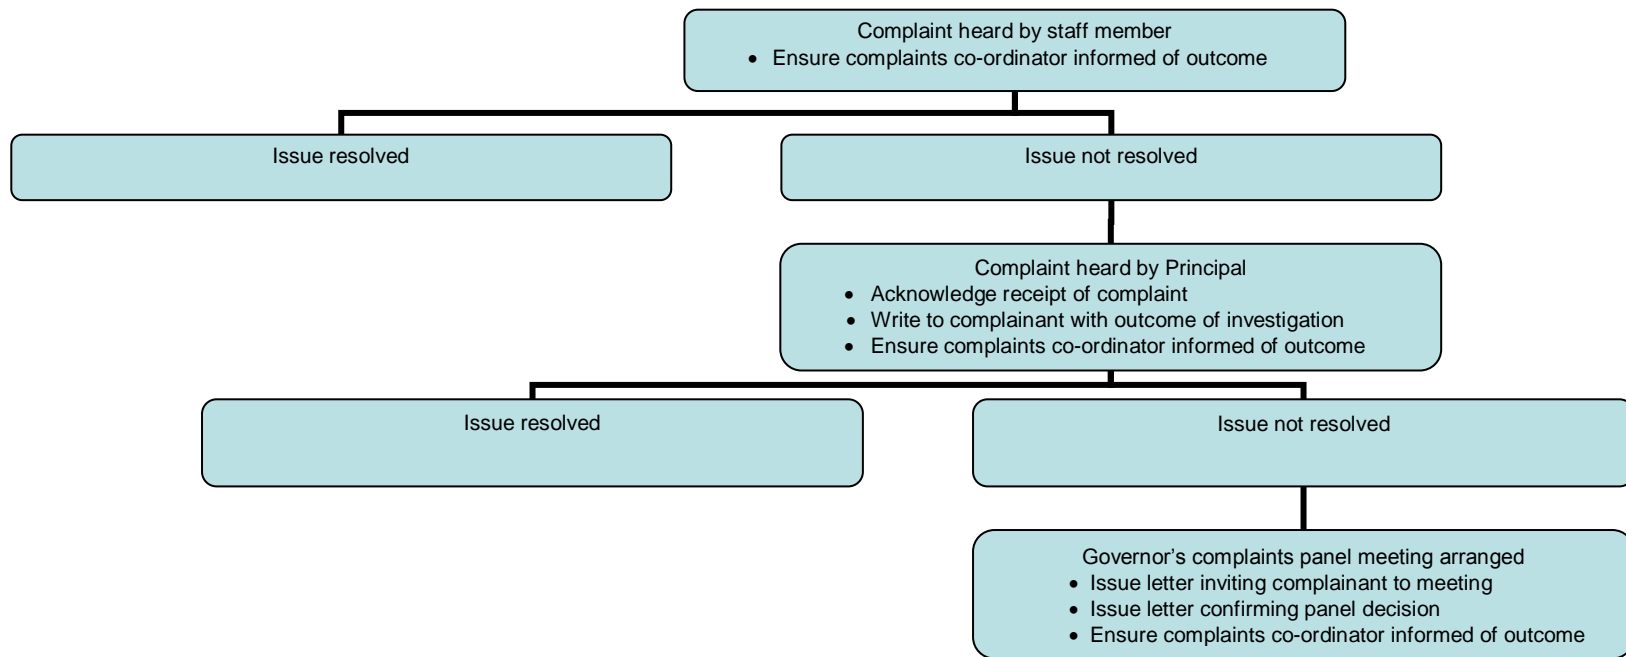 Complaint heard by staff member
• Ensure complaints co-ordinator informed of outcome
Issue resolved
Issue not resolved
Complaint heard by Principal
• Acknowledge receipt of complaint
• Write to complainant with outcome of investigation
• Ensure complaints co-ordinator informed of outcome
Issue resolved
Issue not resolved
Governor’s complaints panel meeting arranged
• Issue letter inviting complainant to meeting
• Issue letter confirming panel decision
• Ensure complaints co-ordinator informed of outcome